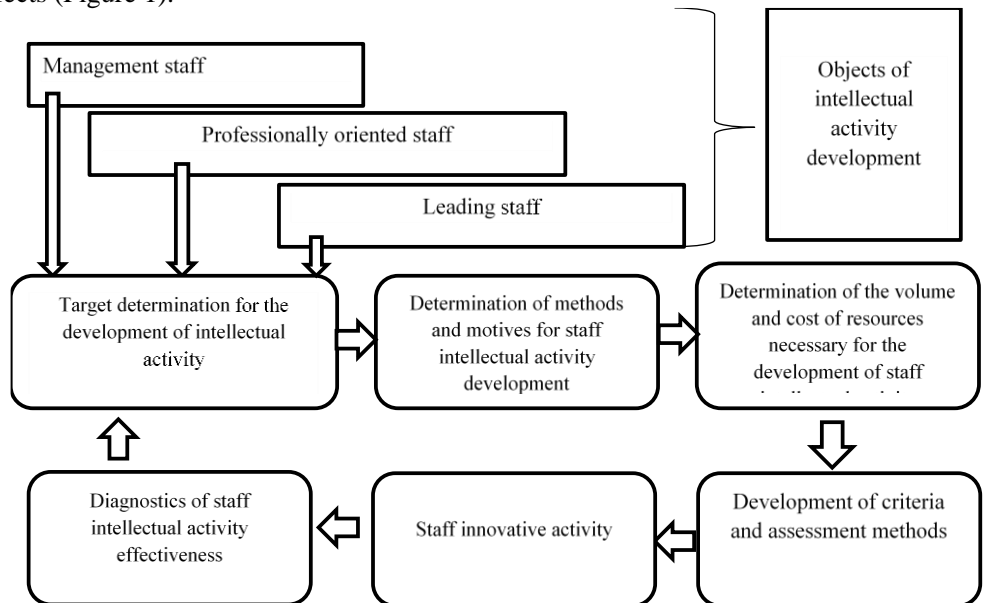 (Figure 1).
Management staff
Professionally oriented staff
Leading staff
Objects of
intellectual
activity
development
Target determination for the
development of intellectual
activity
Determination of methods
and motives for staff
intellectual activity
development
Determination of the volume
and cost of resources
necessary for the
development of staff
Development of criteria
and assessment methods
Staff innovative activity
Diagnostics of staff
intellectual activity
effectiveness